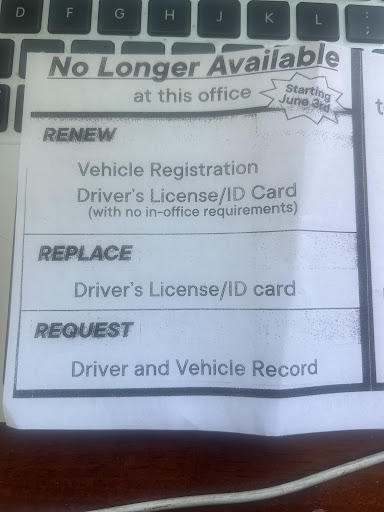 D F G H J K L ;
:
No Longer Available
at this office
Starting
June 3rd
RENEW
Vehicle Registration
Driver's License/ID Card
(with no in-office requirements)
REPLACE
Driver's License/ID card
REQUEST
Driver and Vehicle Record
t